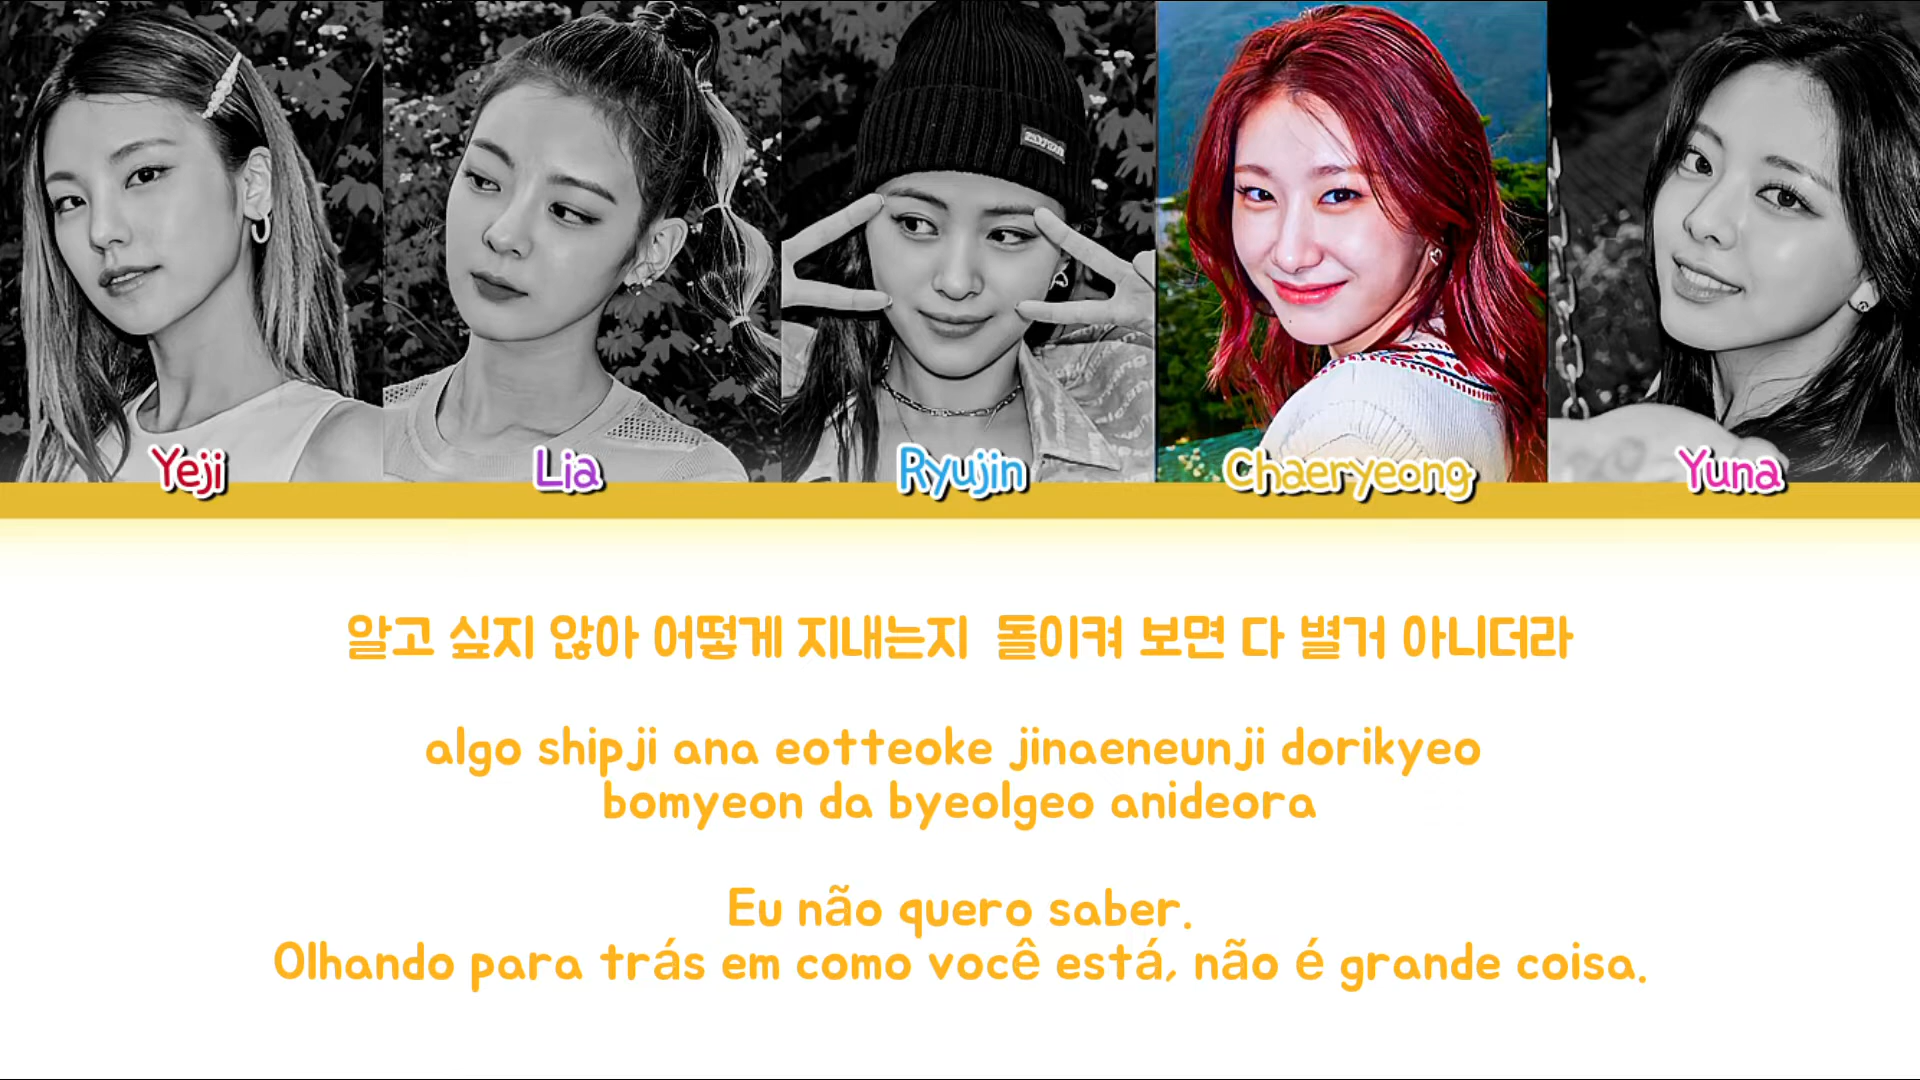 Yeji
Lia
Ryujin
Chaeryeong
Yuna
알고 싶지 않아 어떻게 지내는지 돌이켜 보면 다 별거 아니더라
algo shipji ana eotteoke jinaeneunji dorikyeo
bomyeon da byeolgeo anideora
Eu não quero saber.
Olhando para trás em como você está, não é grande coisa.